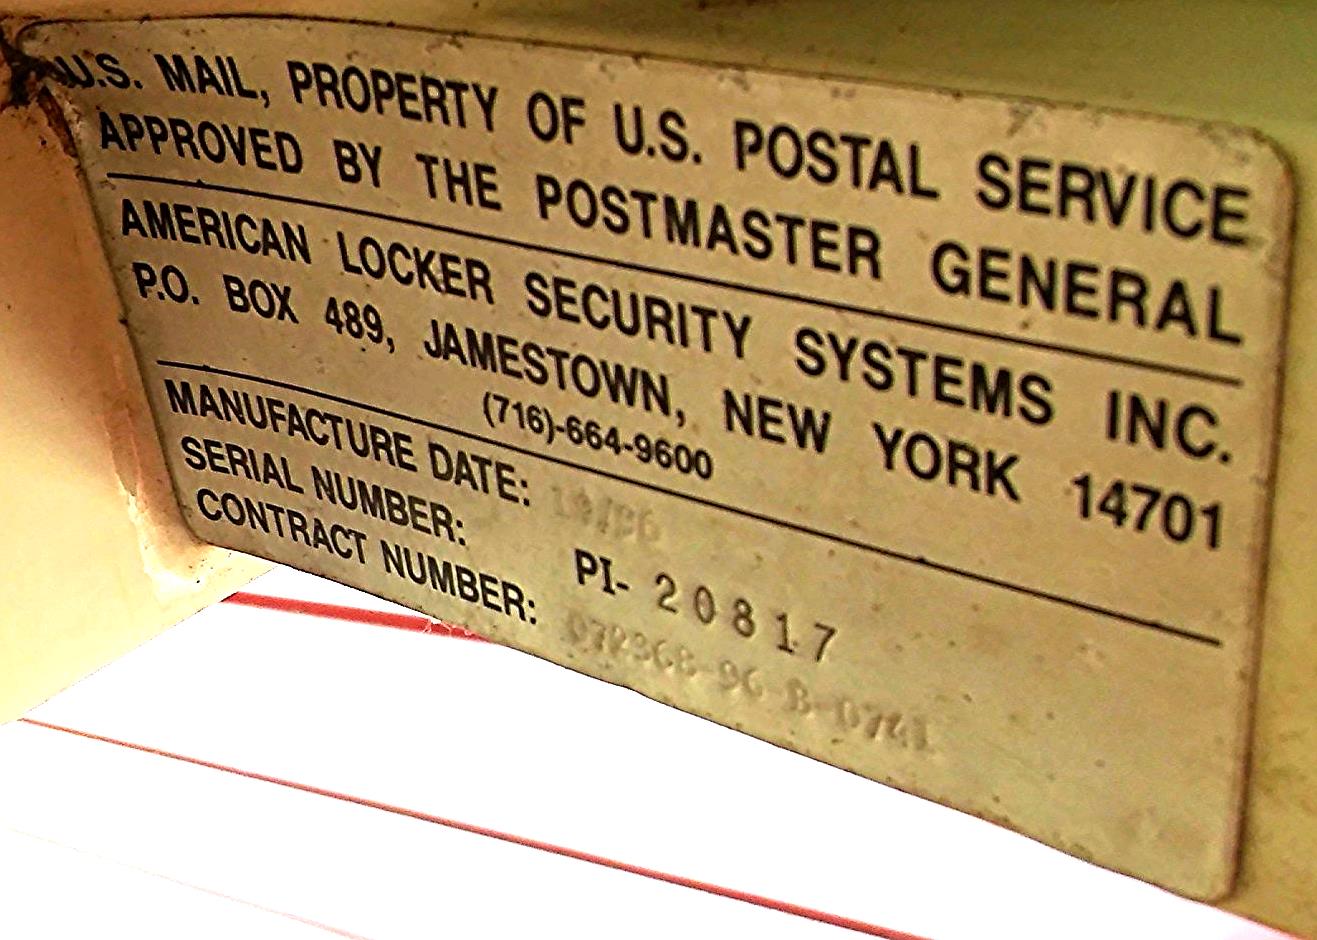 U.S. MAIL, PROPERTY OF U.S. POSTAL SERVICE
APPROVED BY THE POSTMASTER GENERAL
AMERICAN LOCKER SECURITY SYSTEMS INC.
P.O. BOX 489, JAMESTOWN, NEW YORK 14701
(716)-664-9600
MANUFACTURE DATE:
SERIAL NUMBER: PI- 20817
CONTRACT NUMBER: